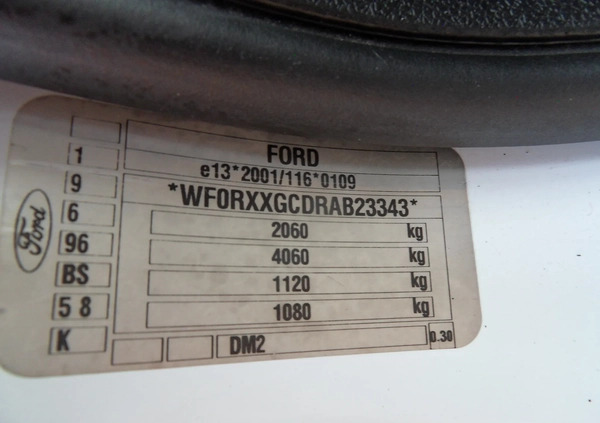 FORD
e13*2001/116*0109
*WF0RXXGCDRAB23343*
2060 kg
4060 kg
1120 kg
1080 kg
DM2
0.30
Ford
1
9
6
96
BS
5 8
K